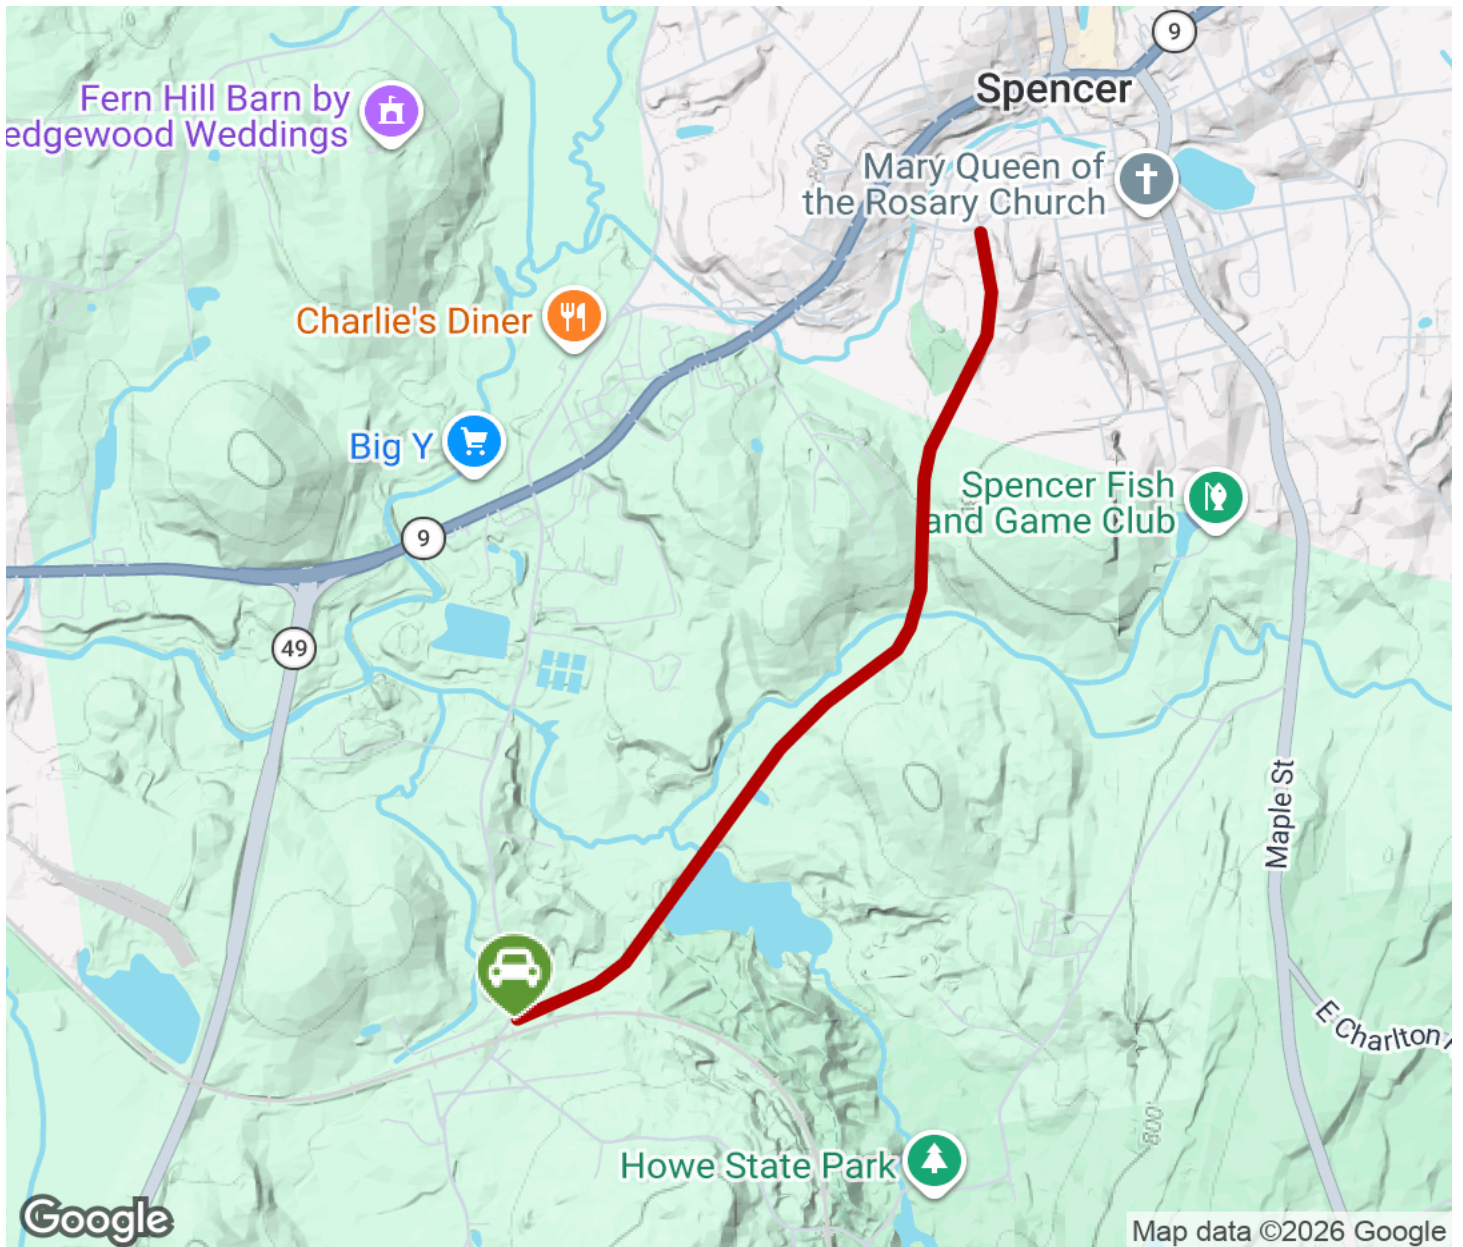 9
Spencer
Fern Hill Barn by
edgewood Weddings
Mary Queen of
the Rosary Church
Charlie's Diner
Big Y
Spencer Fish
and Game Club
9
49
Maple St
E Charlton
800
Howe State Park
Google
Map data ©2026 Google